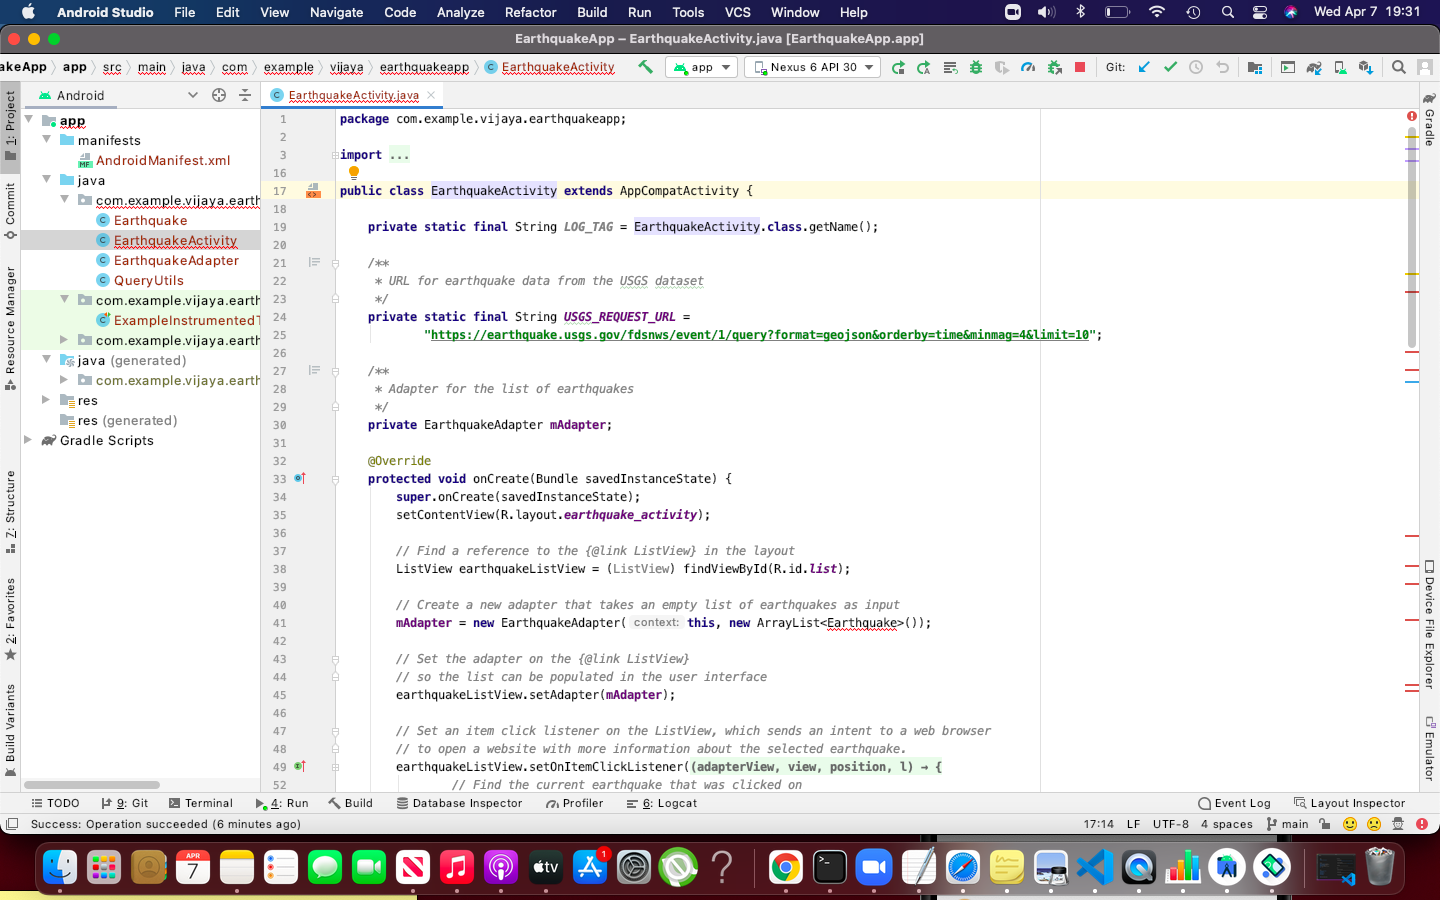 Android Studio File Edit View Navigate Code Analyze Refactor Build Run Tools VCS Window Help Wed Apr 7 19:31
EarthquakeApp – EarthquakeActivity.java [EarthquakeApp.app]
akeApp app src main java com example vijaya earthquakeapp EarthquakeActivity app Nexus 6 API 30 Git:
Android
EarthquakeActivity.java
1: Project
Commit
Resource Manager
Z: Structure
2: Favorites
Build Variants
app
manifests
AndroidManifest.xml
java
com.example.vijaya.earth
Earthquake
EarthquakeActivity
EarthquakeAdapter
QueryUtils
com.example.vijaya.earth
ExampleInstrumentedT
com.example.vijaya.earth
java (generated)
com.example.vijaya.earth
res
res (generated)
Gradle Scripts
1 package com.example.vijaya.earthquakeapp;
2
3 import ...
16
17 public class EarthquakeActivity extends AppCompatActivity {
18
19 private static final String LOG_TAG = EarthquakeActivity.class.getName();
20
21 /**
22 * URL for earthquake data from the USGS dataset
23 */
24 private static final String USGS_REQUEST_URL =
25 "https://earthquake.usgs.gov/fdsnws/event/1/query?format=geojson&orderby=time&minmag=4&limit=10";
26
27 /**
28 * Adapter for the list of earthquakes
29 */
30 private EarthquakeAdapter mAdapter;
31
32 @Override
33 protected void onCreate(Bundle savedInstanceState) {
34 super.onCreate(savedInstanceState);
35 setContentView(R.layout.earthquake_activity);
36
37 // Find a reference to the {@link ListView} in the layout
38 ListView earthquakeListView = (ListView) findViewById(R.id.list);
39
40 // Create a new adapter that takes an empty list of earthquakes as input
41 mAdapter = new EarthquakeAdapter( context: this, new ArrayList<Earthquake>());
42
43 // Set the adapter on the {@link ListView}
44 // so the list can be populated in the user interface
45 earthquakeListView.setAdapter(mAdapter);
46
47 // Set an item click listener on the ListView, which sends an intent to a web browser
48 // to open a website with more information about the selected earthquake.
49 earthquakeListView.setOnItemClickListener((adapterView, view, position, l) → {
52 // Find the current earthquake that was clicked on
Gradle
Device File Explorer
Emulator
TODO 9: Git Terminal 4: Run Build Database Inspector Profiler 6: Logcat Event Log Layout Inspector
Success: Operation succeeded (6 minutes ago) 17:14 LF UTF-8 4 spaces main
APR
7
tv
1